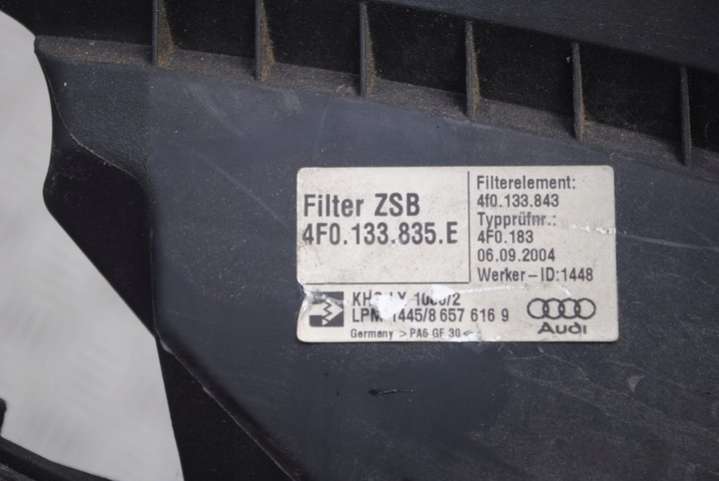 Filter ZSB
4F0.133.835.E
Filterelement:
4f0.133.843
Typprüfnr.:
4F0.183
06.09.2004
Werker-ID:1448
LPM 1445/8 657 616 9
Germany > PA6 GF 30 <
Audi